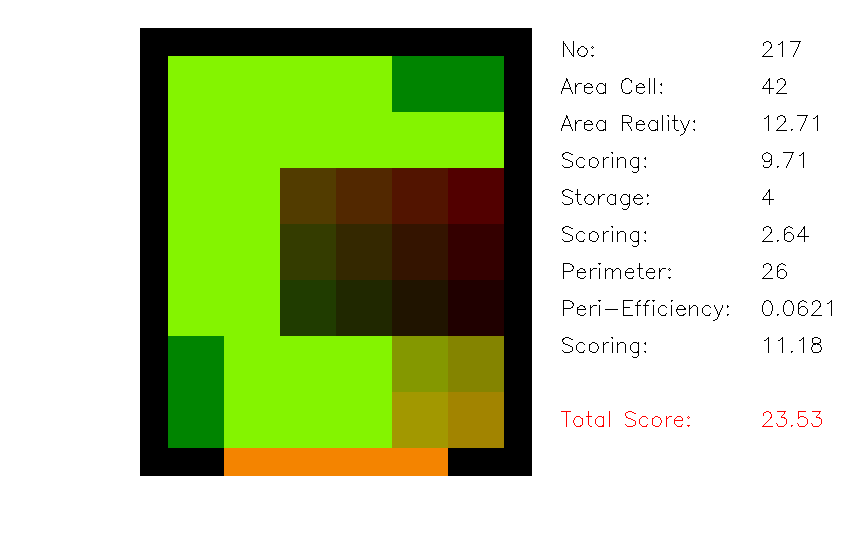 No: 217
Area Cell: 42
Area Reality: 12.71
Scoring: 9.71
Storage: 4
Scoring: 2.64
Perimeter: 26
Peri-Efficiency: 0.0621
Scoring: 11.18
Total Score: 23.53